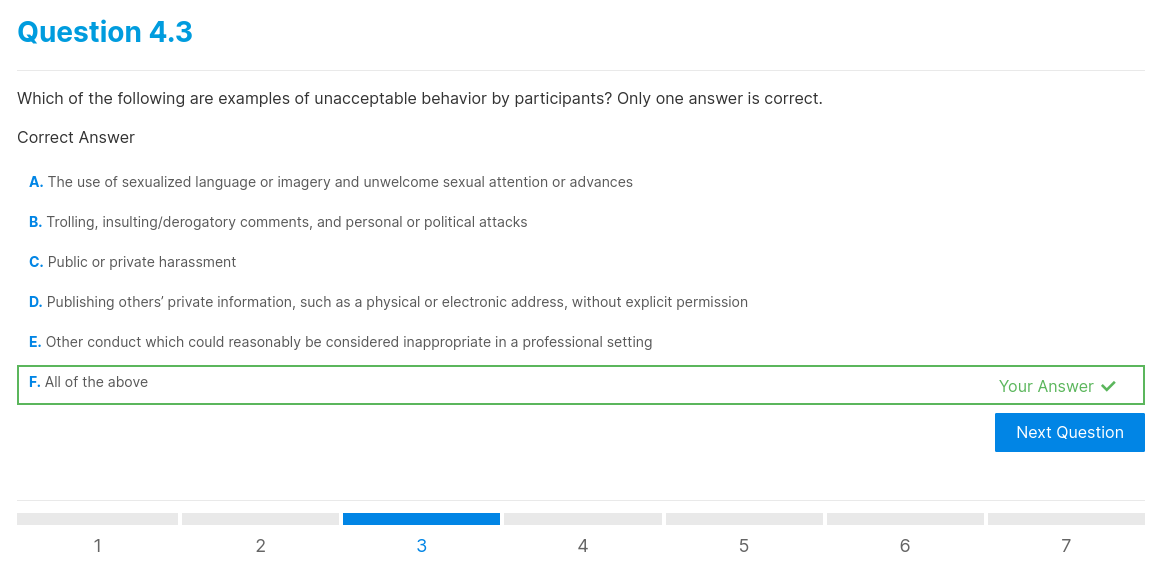 Question 4.3
Which of the following are examples of unacceptable behavior by participants? Only one answer is correct.
Correct Answer
A. The use of sexualized language or imagery and unwelcome sexual attention or advances
B. Trolling, insulting/derogatory comments, and personal or political attacks
C. Public or private harassment
D. Publishing others’ private information, such as a physical or electronic address, without explicit permission
E. Other conduct which could reasonably be considered inappropriate in a professional setting
F. All of the above
Your Answer ✔
Next Question
1 2 3 4 5 6 7